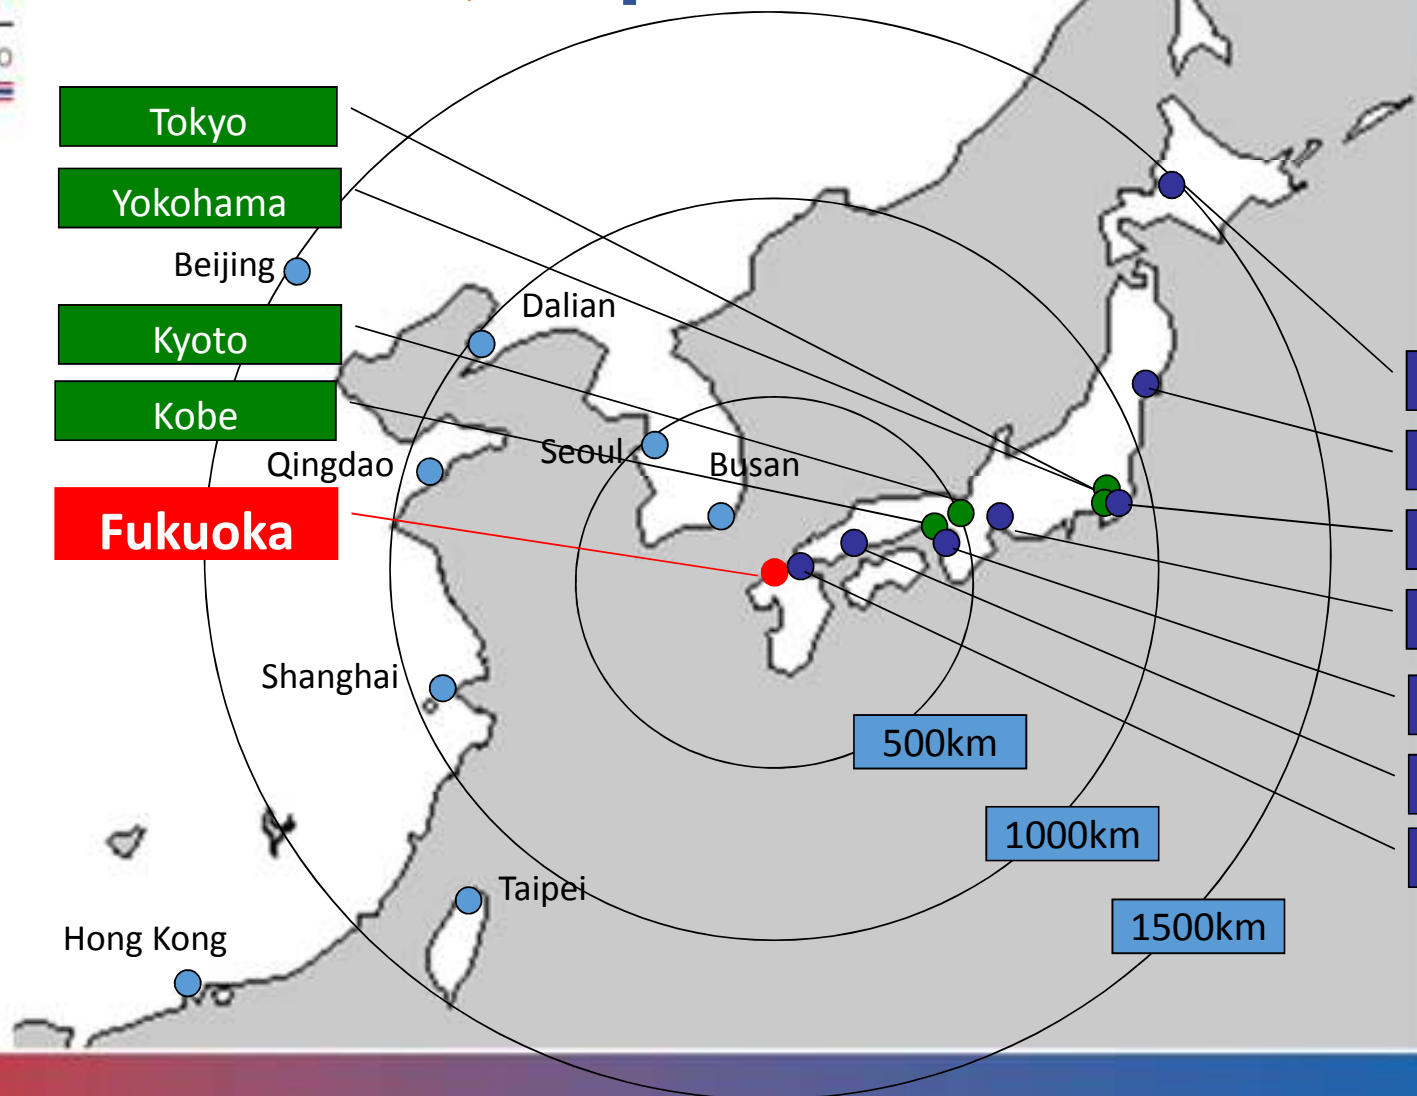 Tokyo
Yokohama
Beijing
Dalian
Kyoto
Kobe
Seoul
Busan
Qingdao
Fukuoka
Shanghai
500km
1000km
Taipei
1500km
Hong Kong